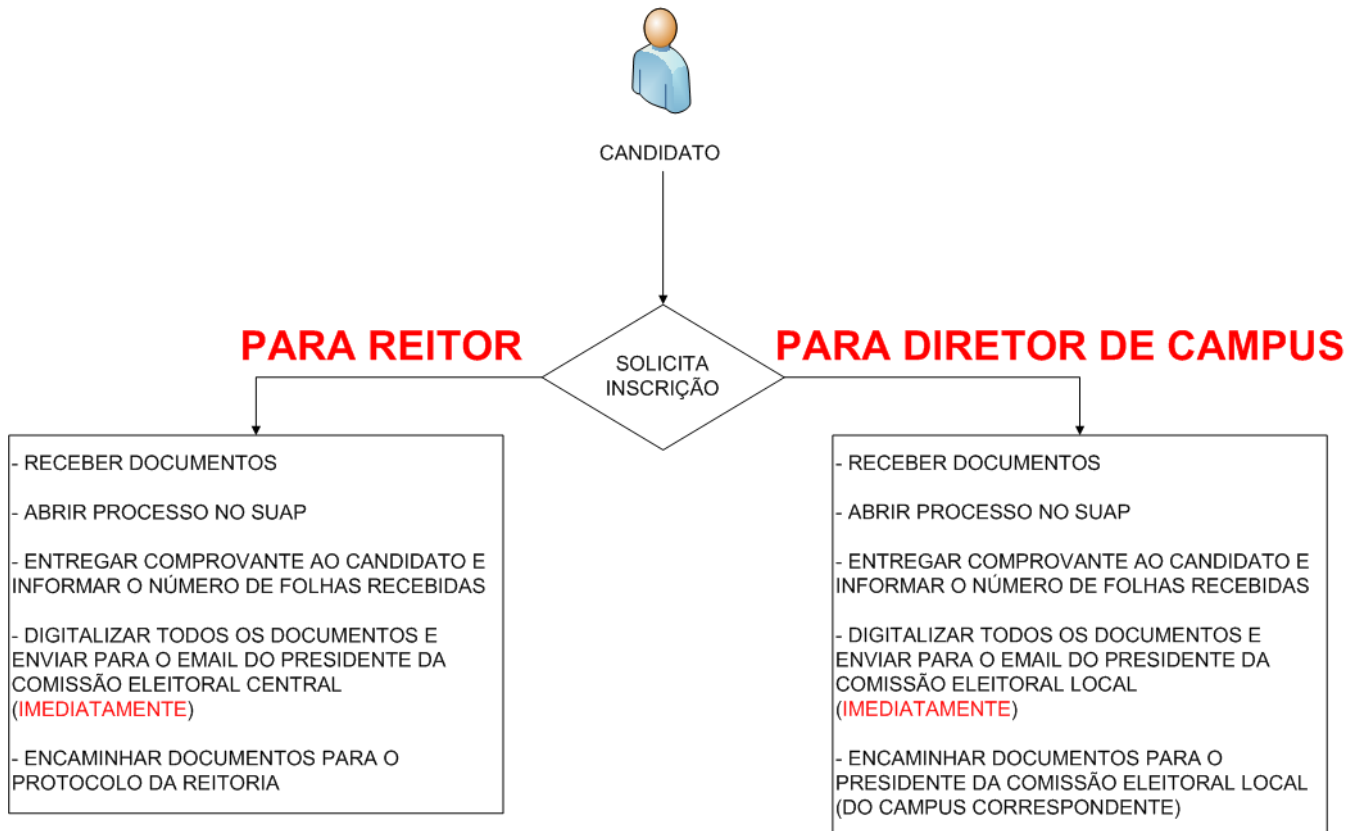 CANDIDATO
PARA REITOR
SOLICITA
INSCRIÇÃO
PARA DIRETOR DE CAMPUS
- RECEBER DOCUMENTOS
- ABRIR PROCESSO NO SUAP
- ENTREGAR COMPROVANTE AO CANDIDATO E
INFORMAR O NÚMERO DE FOLHAS RECEBIDAS
- DIGITALIZAR TODOS OS DOCUMENTOS E
ENVIAR PARA O EMAIL DO PRESIDENTE DA
COMISSÃO ELEITORAL CENTRAL
(IMEDIATAMENTE)
- ENCAMINHAR DOCUMENTOS PARA O
PROTOCOLO DA REITORIA
- RECEBER DOCUMENTOS
- ABRIR PROCESSO NO SUAP
- ENTREGAR COMPROVANTE AO CANDIDATO E
INFORMAR O NÚMERO DE FOLHAS RECEBIDAS
- DIGITALIZAR TODOS OS DOCUMENTOS E
ENVIAR PARA O EMAIL DO PRESIDENTE DA
COMISSÃO ELEITORAL LOCAL
(IMEDIATAMENTE)
- ENCAMINHAR DOCUMENTOS PARA O
PRESIDENTE DA COMISSÃO ELEITORAL LOCAL
(DO CAMPUS CORRESPONDENTE)